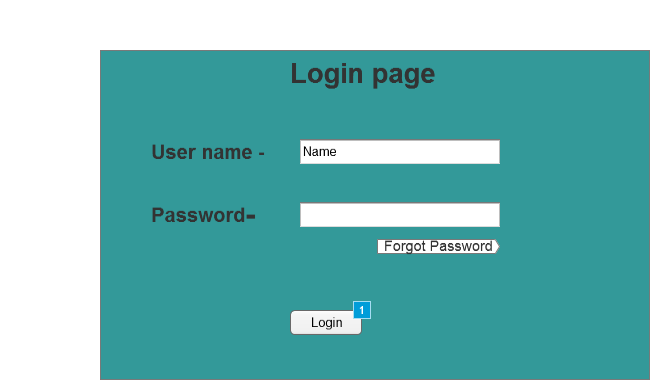 Login page
User name -
Name
Password-
Forgot Password
Login
1